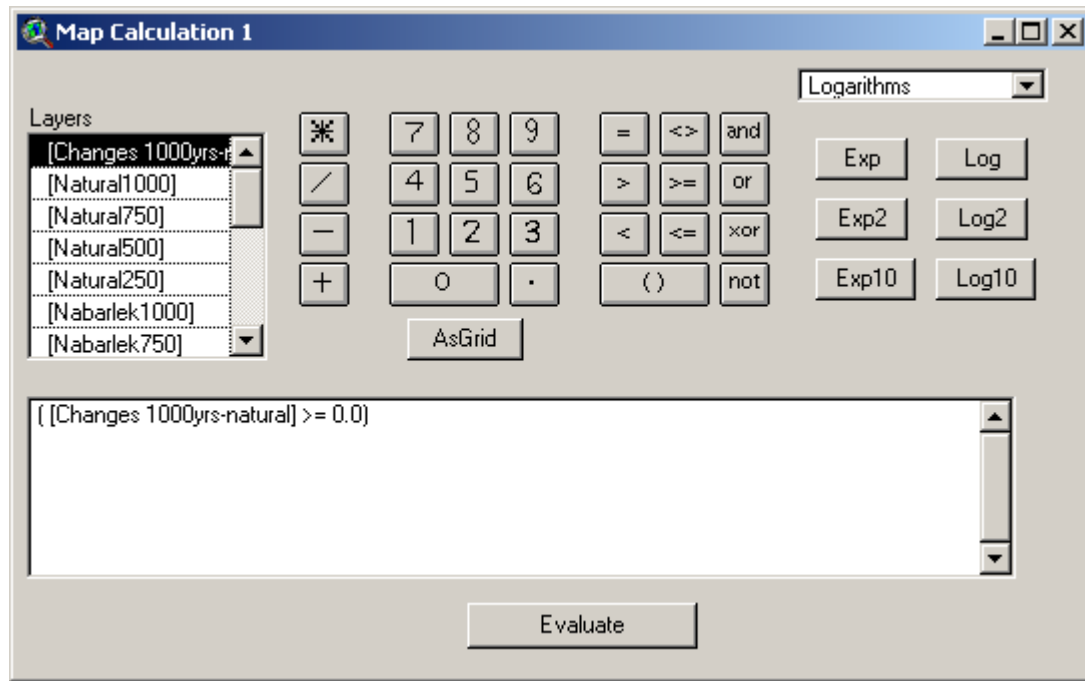 Map Calculation 1
Logarithms
Layers
[Changes 1000yrs-r
[Natural1000]
[Natural750]
[Natural500]
[Natural250]
[Nabarlek1000]
[Nabarlek750]
* 7 8 9 = <> and
/ 4 5 6 > >= or
- 1 2 3 < <= xor
+ 0 . ( ) not
AsGrid
Exp Log
Exp2 Log2
Exp10 Log10
( [Changes 1000yrs-natural] >= 0.0)
Evaluate